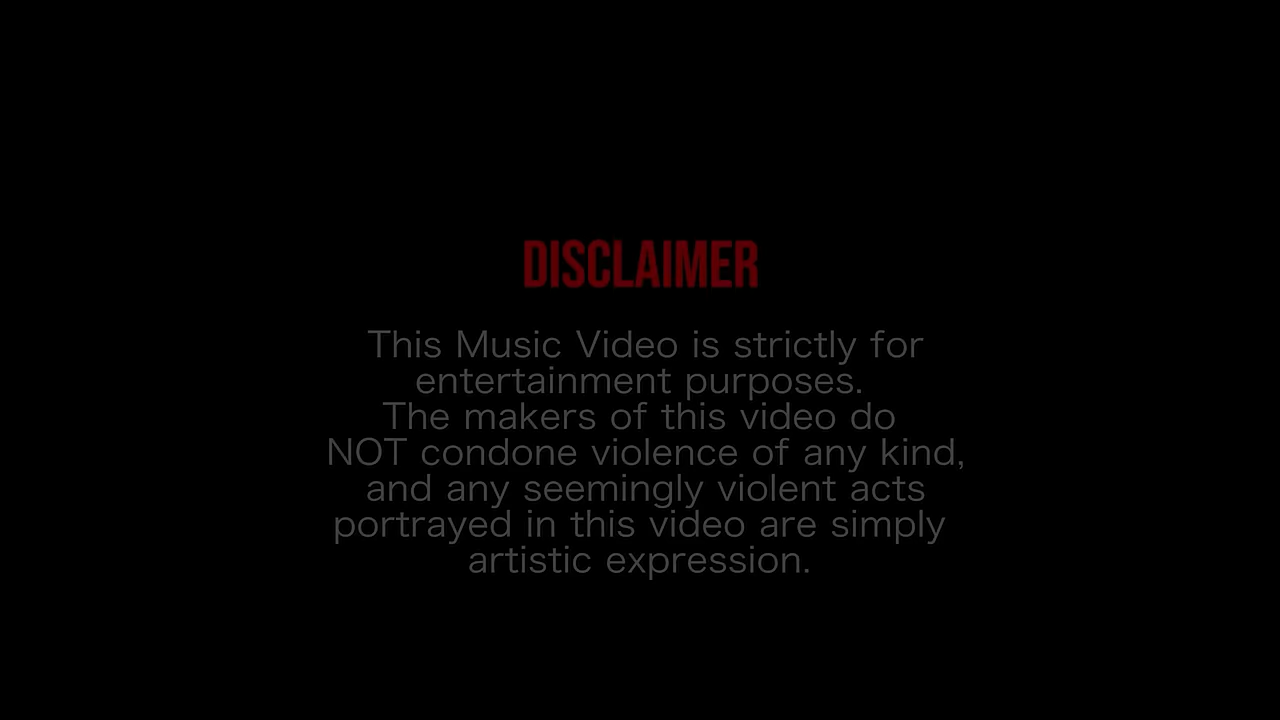 DISCLAIMER
This Music Video is strictly for
entertainment purposes.
The makers of this video do
NOT condone violence of any kind,
and any seemingly violent acts
portrayed in this video are simply
artistic expression.